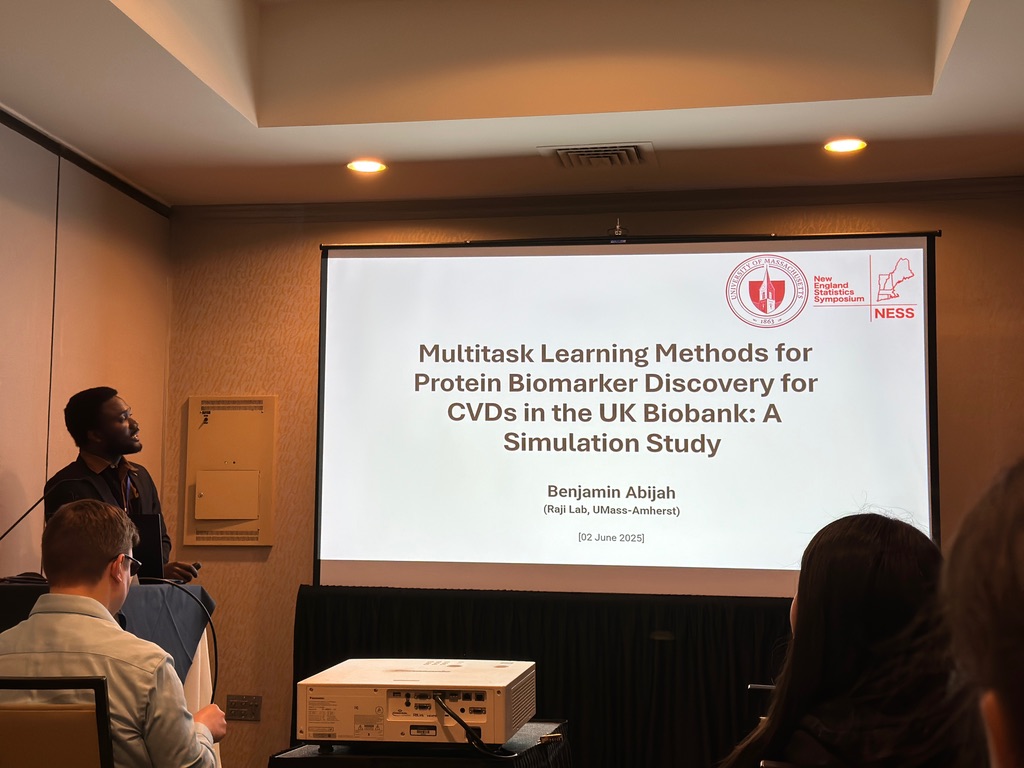 UNIVERSITY OF MASSACHUSETTS
1863
New
England
Statistics
Symposium
NESS
Multitask Learning Methods for
Protein Biomarker Discovery for
CVDs in the UK Biobank: A
Simulation Study
Benjamin Abijah
(Raji Lab, UMass-Amherst)
[02 June 2025]
Panasonic